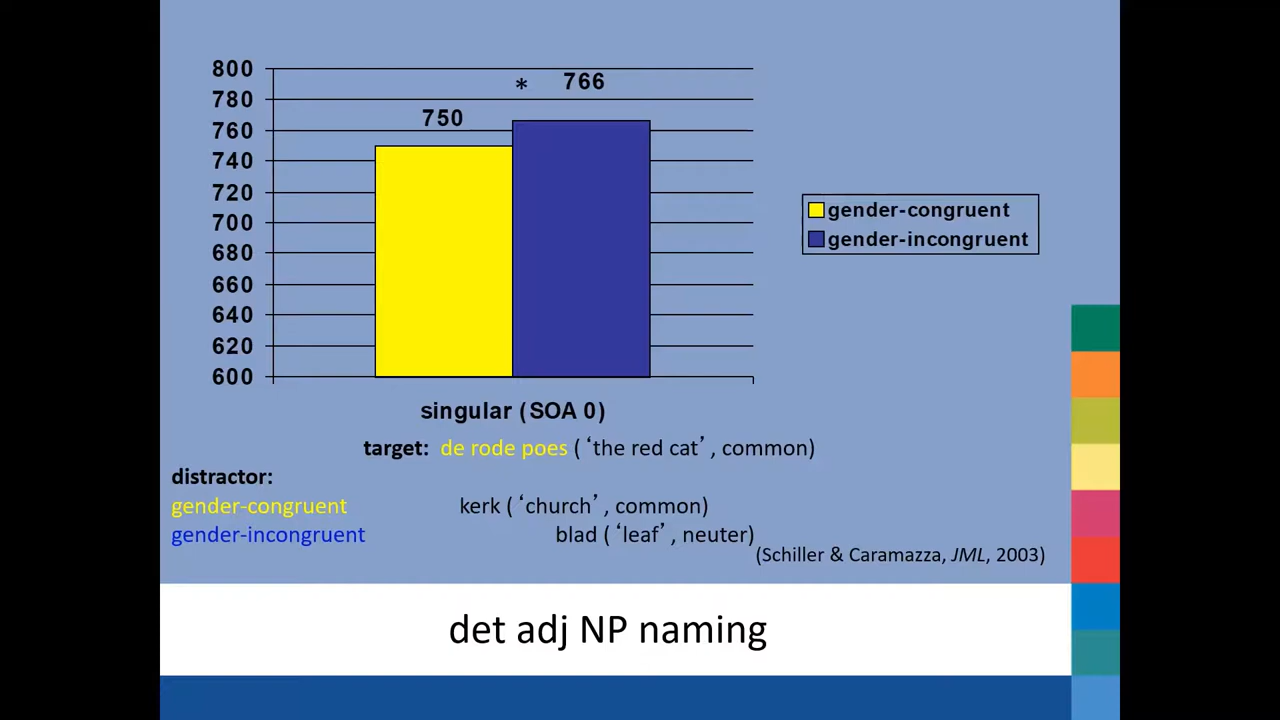 800
* 766
780
750
760
740
720
700
680
660
640
620
600
gender-congruent
gender-incongruent
singular (SOA 0)
target: de rode poes (‘the red cat’, common)
distractor:
gender-congruent kerk (‘church’, common)
gender-incongruent blad (‘leaf’, neuter)
(Schiller & Caramazza, JML, 2003)
det adj NP naming